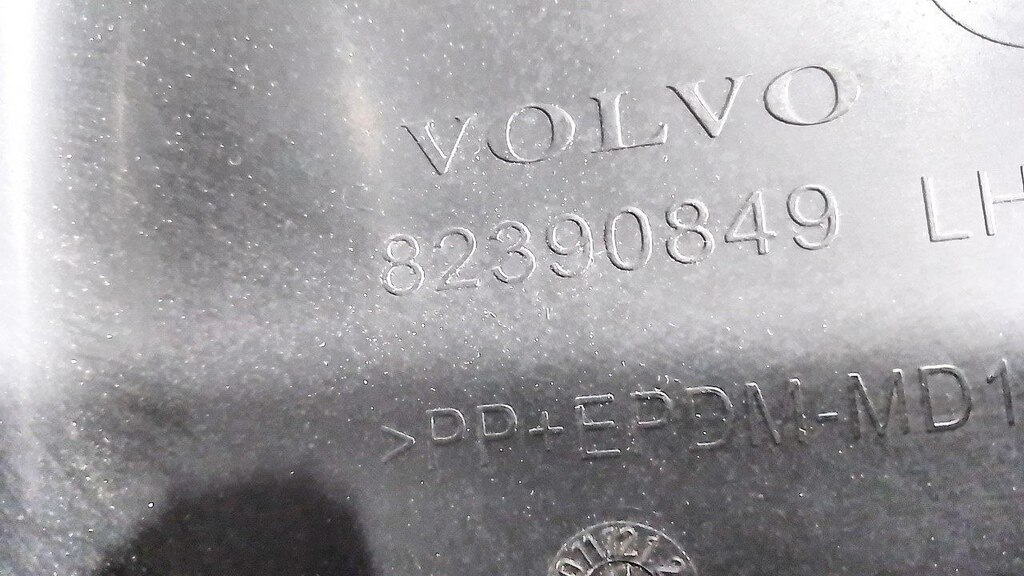 VOLVO
82390849 LH
>PP+EPDM-MD1